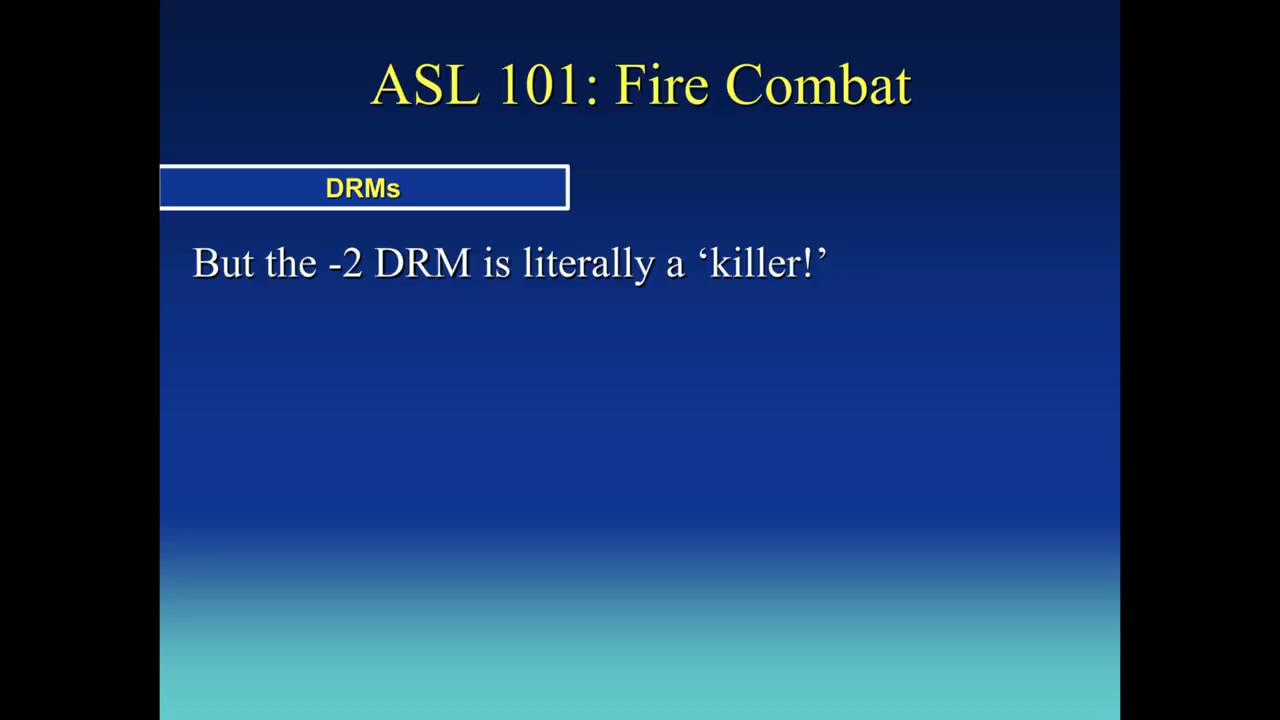 ASL 101: Fire Combat
DRMs
But the -2 DRM is literally a ‘killer!’